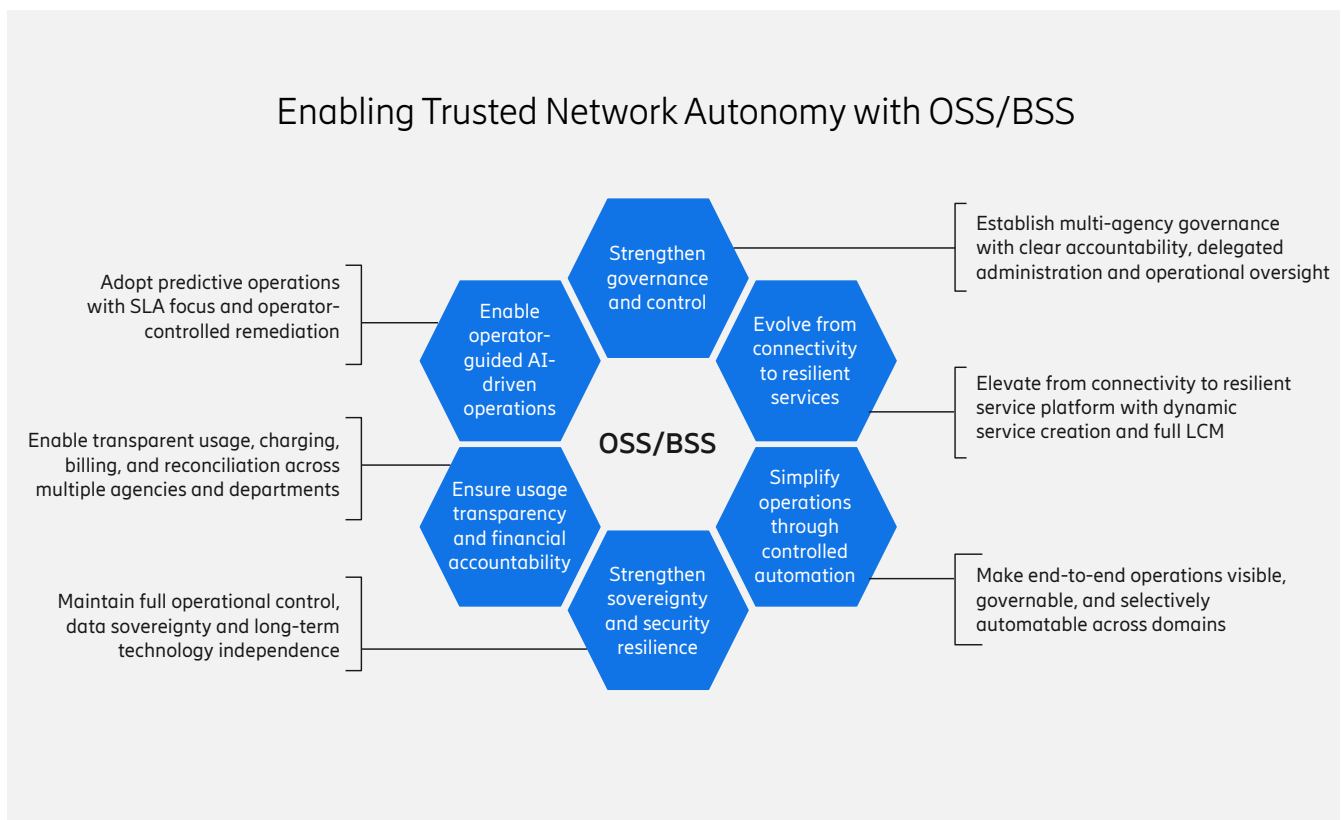 Enabling Trusted Network Autonomy with OSS/BSS
Strengthen
governance
and control
Establish multi-agency governance
with clear accountability, delegated
administration and operational oversight
Adopt predictive operations
with SLA focus and operator-
controlled remediation
Enable
operator-
guided AI-
driven
operations
Evolve from
connectivity
to resilient
services
Elevate from connectivity to resilient
service platform with dynamic
service creation and full LCM
OSS/BSS
Enable transparent usage, charging,
billing, and reconciliation across
multiple agencies and departments
Ensure usage
transparency
and financial
accountability
Simplify
operations
through
controlled
automation
Make end-to-end operations visible,
governable, and selectively
automatable across domains
Strengthen
sovereignty
and security
resilience
Maintain full operational control,
data sovereignty and long-term
technology independence